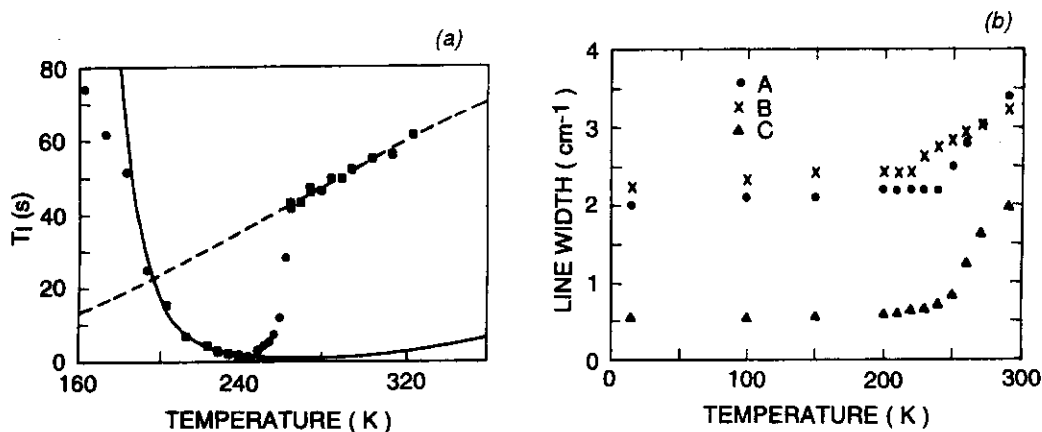 (a)
80
60
40
20
0
T₁(s)
160
240
320
TEMPERATURE ( K )
(b)
4
3
2
1
0
LINE WIDTH ( cm⁻¹ )
A
B
C
0
100
200
300
TEMPERATURE ( K )